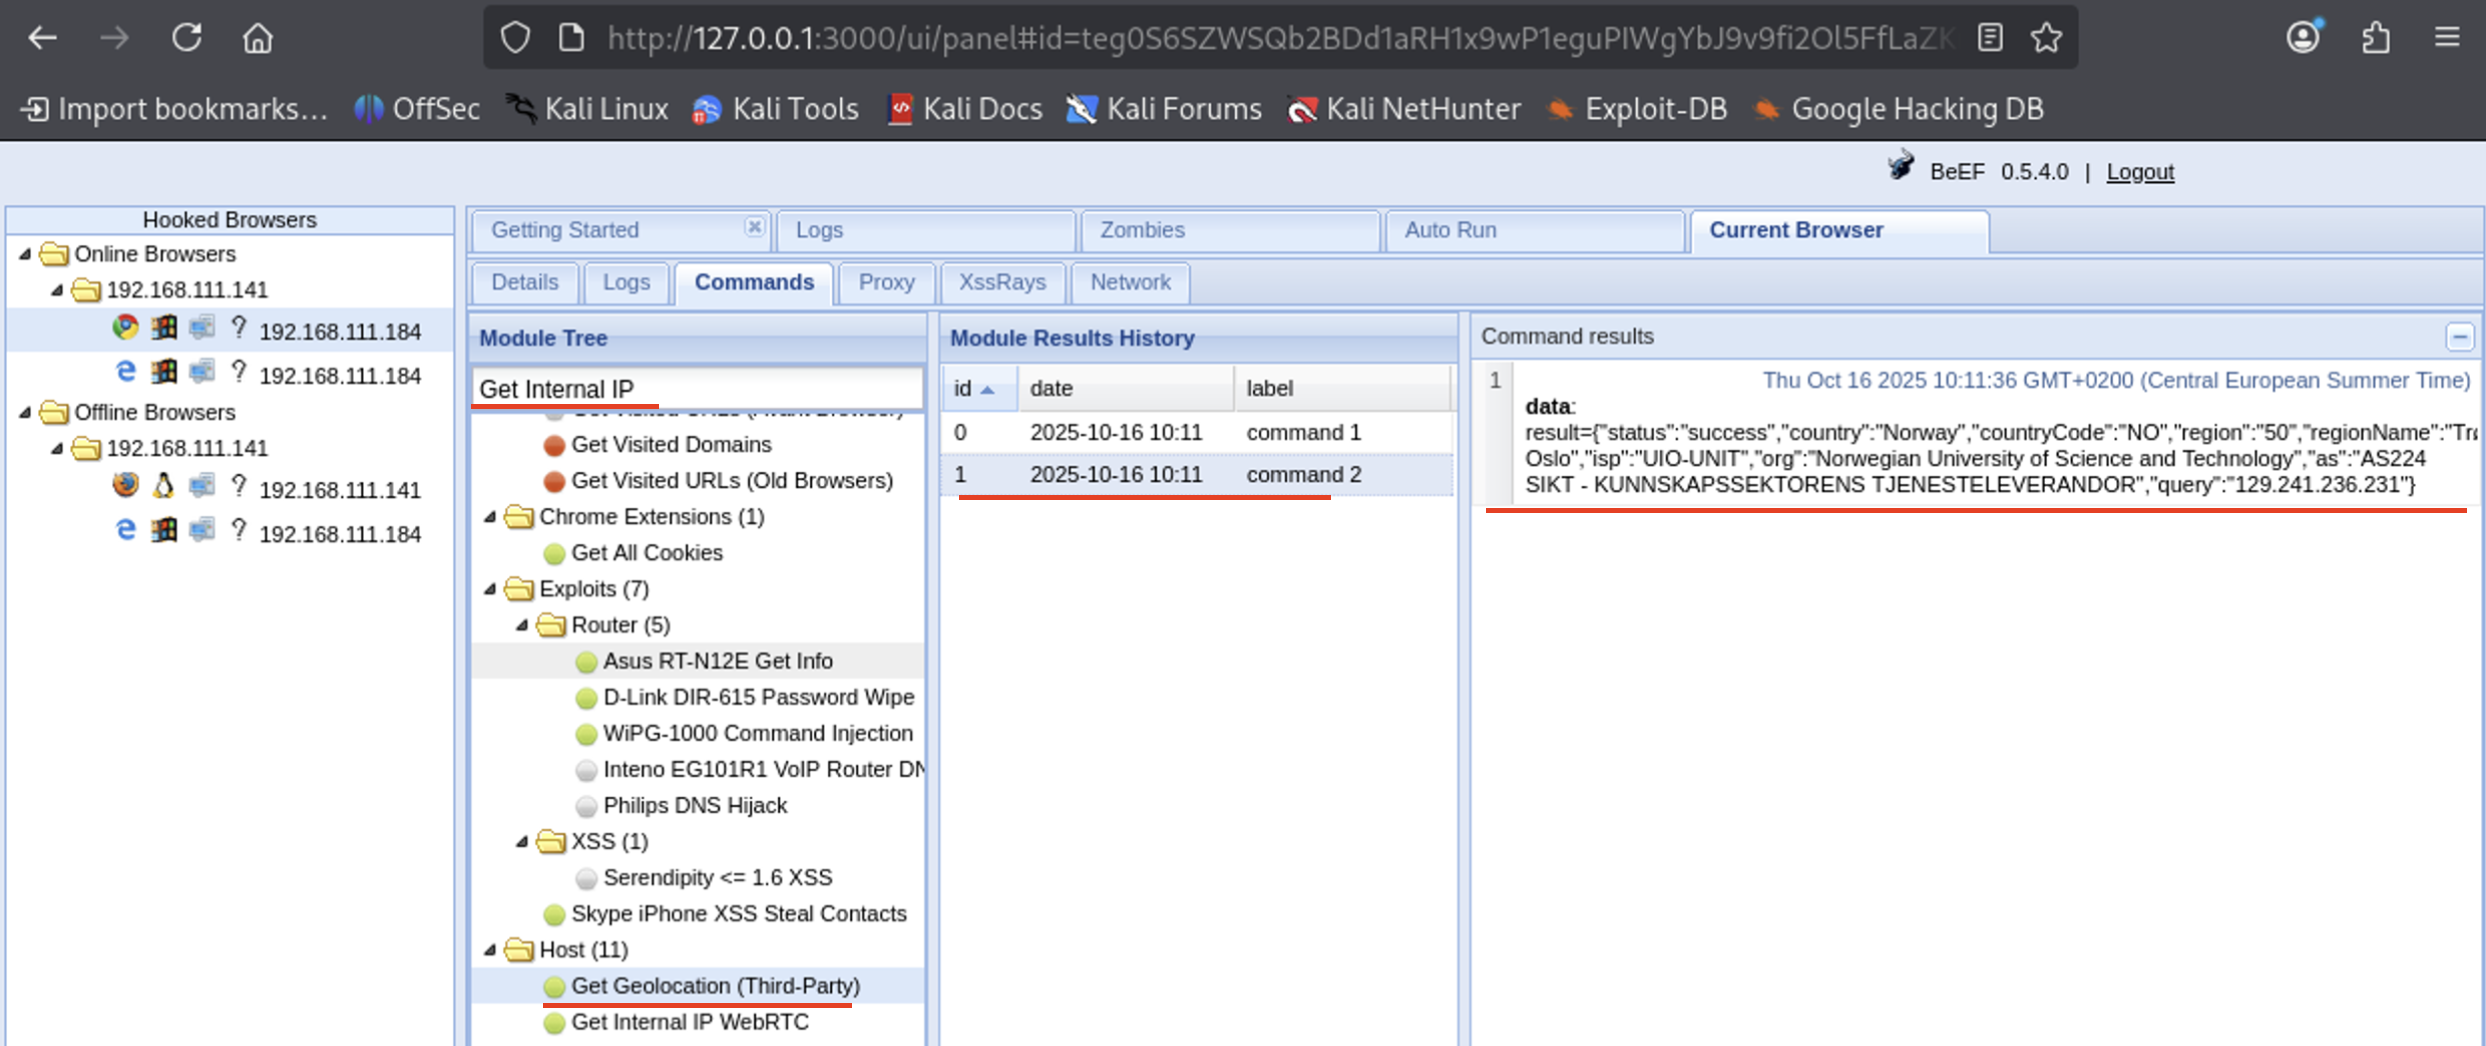 http://127.0.0.1:3000/ui/panel#id=teg0S6SZWSQb2BDd1aRH1x9wP1eguPIWgYbJ9v9fi2Ol5FfLaZK
Import bookmarks... OffSec Kali Linux Kali Tools Kali Docs Kali Forums Kali NetHunter Exploit-DB Google Hacking DB
BeEF 0.5.4.0 | Logout
Hooked Browsers
Online Browsers
192.168.111.141
? 192.168.111.184
? 192.168.111.184
Offline Browsers
192.168.111.141
? 192.168.111.141
? 192.168.111.184
Getting Started Logs Zombies Auto Run Current Browser
Details Logs Commands Proxy XssRays Network
Module Tree
Get Internal IP
Get Visited URLs (Avant Browser)
Get Visited Domains
Get Visited URLs (Old Browsers)
Chrome Extensions (1)
Get All Cookies
Exploits (7)
Router (5)
Asus RT-N12E Get Info
D-Link DIR-615 Password Wipe
WiPG-1000 Command Injection
Inteno EG101R1 VoIP Router DN
Philips DNS Hijack
XSS (1)
Serendipity <= 1.6 XSS
Skype iPhone XSS Steal Contacts
Host (11)
Get Geolocation (Third-Party)
Get Internal IP WebRTC
Module Results History
id date label
0 2025-10-16 10:11 command 1
1 2025-10-16 10:11 command 2
Command results
1 Thu Oct 16 2025 10:11:36 GMT+0200 (Central European Summer Time)
data:
result={"status":"success","country":"Norway","countryCode":"NO","region":"50","regionName":"Trø
Oslo","isp":"UIO-UNIT","org":"Norwegian University of Science and Technology","as":"AS224
SIKT - KUNNSKAPSSEKTORENS TJENESTELEVERANDOR","query":"129.241.236.231"}